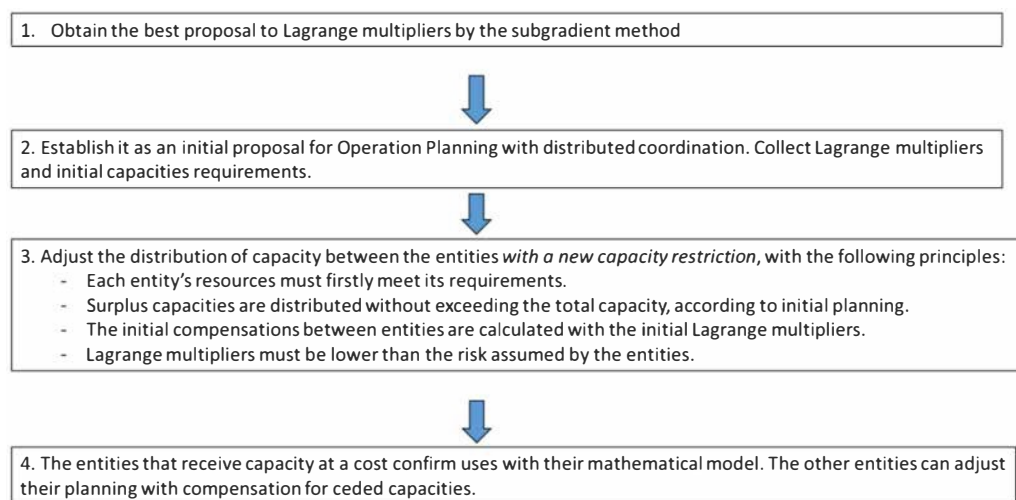 1. Obtain the best proposal to Lagrange multipliers by the subgradient method
2. Establish it as an initial proposal for Operation Planning with distributed coordination. Collect Lagrange multipliers
and initial capacities requirements.
3. Adjust the distribution of capacity between the entities with a new capacity restriction, with the following principles:
- Each entity's resources must firstly meet its requirements.
- Surplus capacities are distributed without exceeding the total capacity, according to initial planning.
- The initial compensations between entities are calculated with the initial Lagrange multipliers.
- Lagrange multipliers must be lower than the risk assumed by the entities.
4. The entities that receive capacity at a cost confirm uses with their mathematical model. The other entities can adjust
their planning with compensation for ceded capacities.